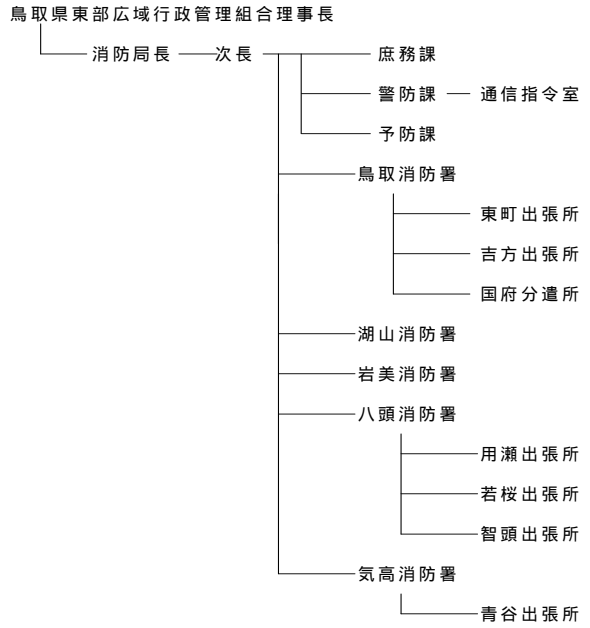 鳥取県東部広域行政管理組合理事長
消防局長 次長 庶務課
警防課 通信指令室
予防課
鳥取消防署
東町出張所
吉方出張所
国府分遣所
湖山消防署
岩美消防署
八頭消防署
用瀬出張所
若桜出張所
智頭出張所
気高消防署
青谷出張所